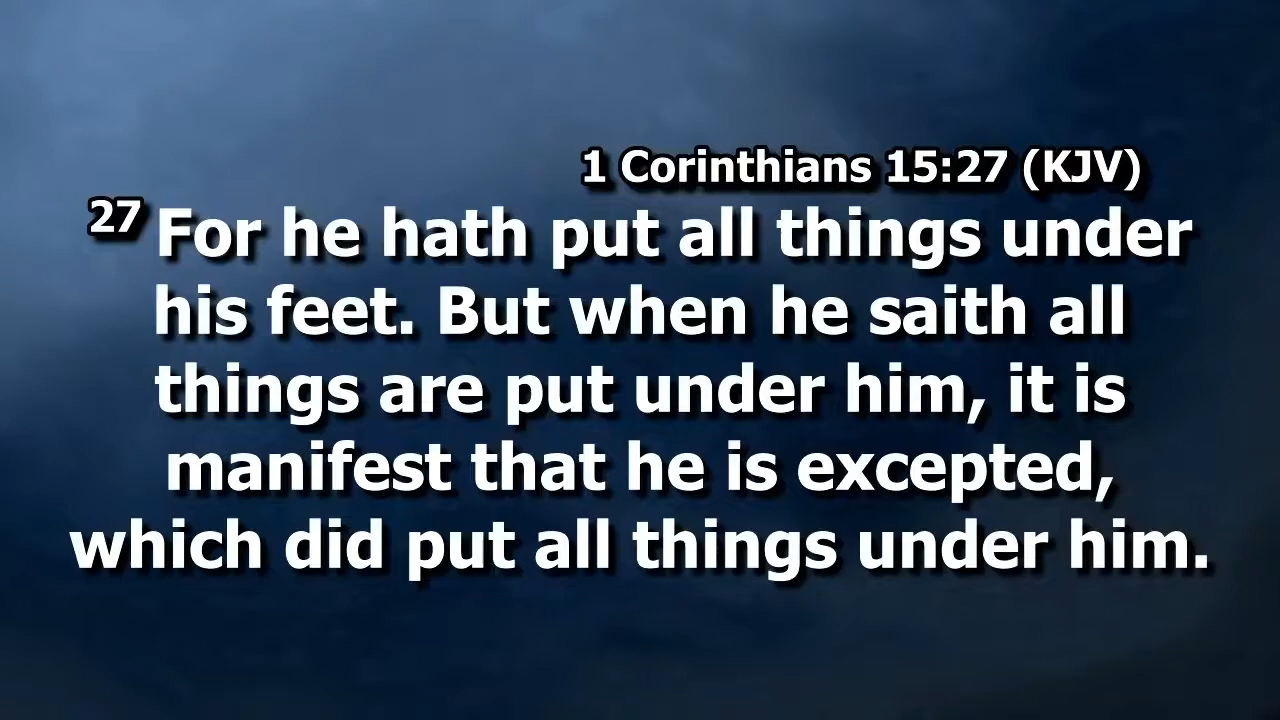 1 Corinthians 15:27 (KJV)
27 For he hath put all things under
his feet. But when he saith all
things are put under him, it is
manifest that he is excepted,
which did put all things under him.